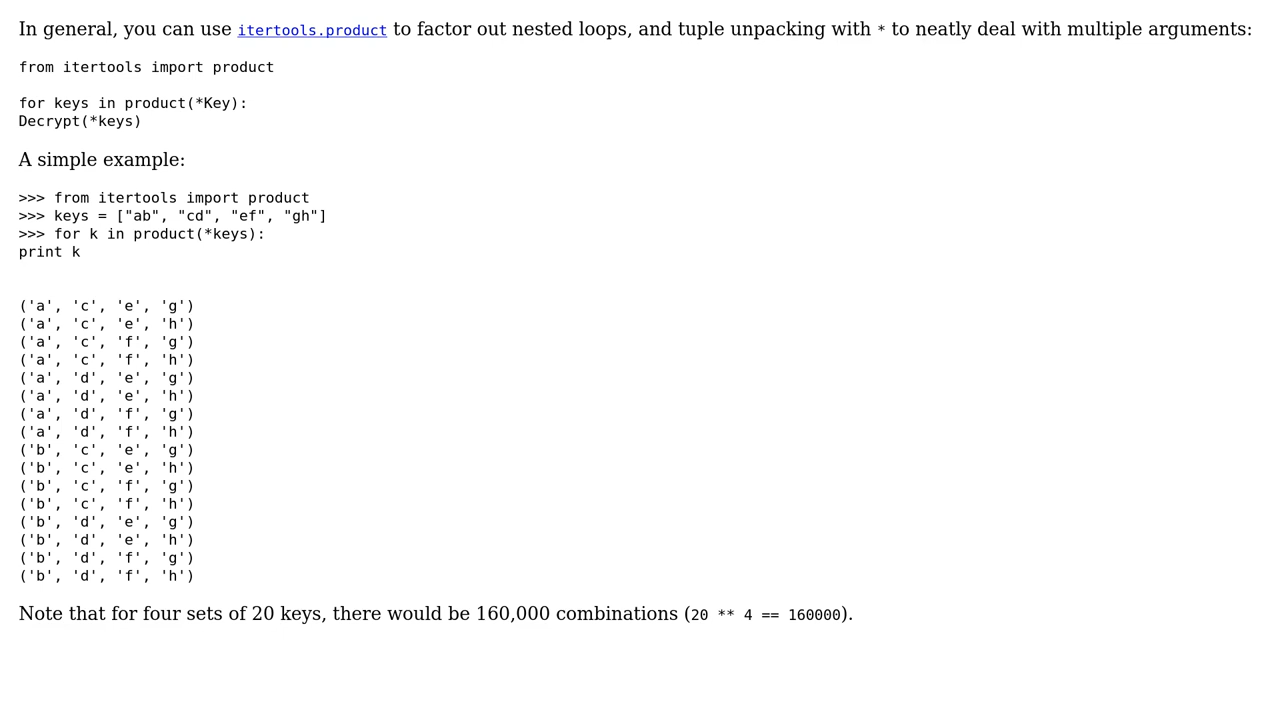 In general, you can use itertools.product to factor out nested loops, and tuple unpacking with * to neatly deal with multiple arguments:
from itertools import product
for keys in product(*Key):
Decrypt(*keys)
A simple example:
>>> from itertools import product
>>> keys = ["ab", "cd", "ef", "gh"]
>>> for k in product(*keys):
print k
('a', 'c', 'e', 'g')
('a', 'c', 'e', 'h')
('a', 'c', 'f', 'g')
('a', 'c', 'f', 'h')
('a', 'd', 'e', 'g')
('a', 'd', 'e', 'h')
('a', 'd', 'f', 'g')
('a', 'd', 'f', 'h')
('b', 'c', 'e', 'g')
('b', 'c', 'e', 'h')
('b', 'c', 'f', 'g')
('b', 'c', 'f', 'h')
('b', 'd', 'e', 'g')
('b', 'd', 'e', 'h')
('b', 'd', 'f', 'g')
('b', 'd', 'f', 'h')
Note that for four sets of 20 keys, there would be 160,000 combinations (20 ** 4 == 160000).